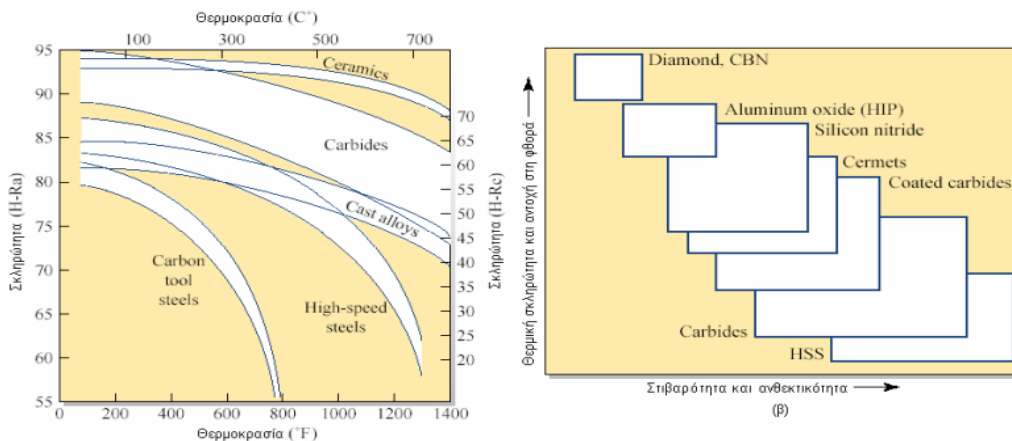 Θερμοκρασία (C°)
100 300 400 500 700
Σκληρότητα (H-Ra)
95
90
85
80
75
70
65
60
55
Ceramics
Carbides
Cast alloys
Carbon
tool
steels
High-speed
steels
70
65
60
55
50
45
40
35
30
25
20
Σκληρότητα (H-Rc)
0 200 400 600 800 1000 1200 1400
Θερμοκρασία (°F)
Θερμική σκληρότητα και αντοχή στη φθορά
Diamond, CBN
Aluminum oxide (HIP)
Silicon nitride
Cermets
Coated carbides
Carbides
HSS
Στιβαρότητα και ανθεκτικότητα
(β)